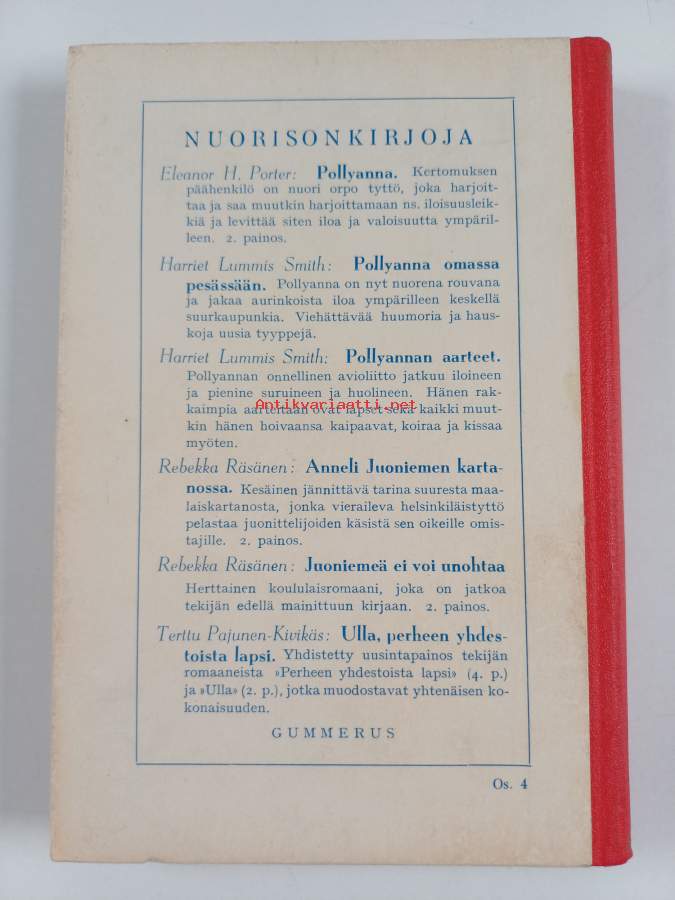 NUORISONKIRJOJA
Eleanor H. Porter: Pollyanna. Kertomuksen
päähenkilö on nuori orpo tyttö, joka harjoit-
taa ja saa muutkin harjoittamaan ns. iloisuusleik-
kiä ja levittää siten iloa ja valoisuutta ympäril-
leen. 2. painos.
Harriet Lummis Smith: Pollyanna omassa
pesässään. Pollyanna on nyt nuorena rouvana
ja jakaa aurinkoista iloa ympärilleen keskellä
suurkaupunkia. Viehättävää huumoria ja haus-
koja uusia tyyppejä.
Harriet Lummis Smith: Pollyannan aarteet.
Pollyannan onnellinen avioliitto jatkuu iloineen
ja pienine suruineen ja huolineen. Hänen rak-
kaimpia aarteitaan ovat lapset sekä kaikki muut-
Antikvariaatti.net
kin hänen hoivaansa kaipaavat, koiraa ja kissaa
myöten.
Rebekka Räsänen: Anneli Juoniemen karta-
nossa. Kesäinen jännittävä tarina suuresta maa-
laiskartanosta, jonka vieraileva helsinkiläistyttö
pelastaa juonittelijoiden käsistä sen oikeille omis-
tajille. 2. painos.
Rebekka Räsänen: Juoniemeä ei voi unohtaa
Herttainen koululaisromaani, joka on jatkoa
tekijän edellä mainittuun kirjaan. 2. painos.
Terttu Pajunen-Kivikäs: Ulla, perheen yhdes-
toista lapsi. Yhdistetty uusintapainos tekijän
romaaneista »Perheen yhdestoista lapsi» (4. p.)
ja »Ulla» (2. p.), jotka muodostavat yhtenäisen ko-
konaisuuden.
GUMMERUS
Os. 4